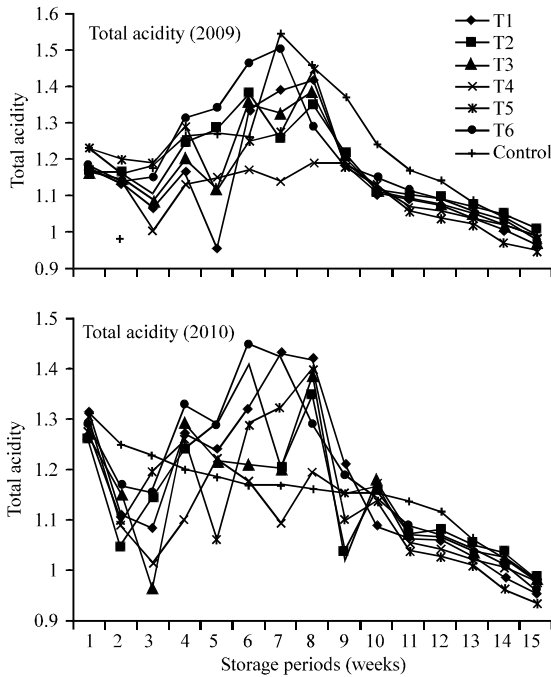 1.6
Total acidity (2009)
T1
T2
T3
T4
T5
T6
Control
1.5
1.4
1.3
1.2
1.1
1
0.9
Total acidity
1.5
Total acidity (2010)
1.4
1.3
1.2
1.1
1
0.9
Total acidity
1 2 3 4 5 6 7 8 9 10 11 12 13 14 15
Storage periods (weeks)